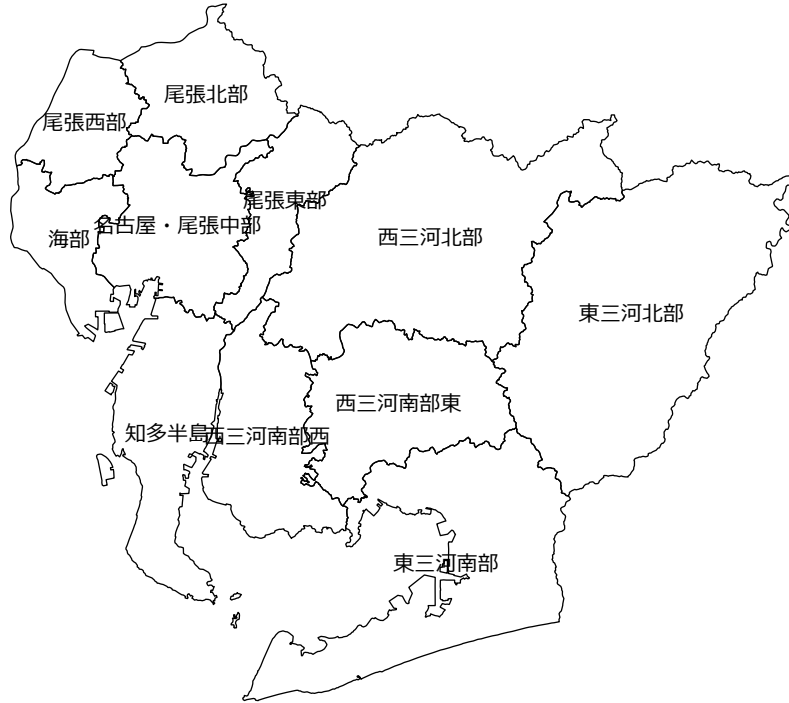 尾張北部
尾張西部
尾張東部
名古屋・尾張中部
海部
西三河北部
東三河北部
西三河南部東
知多半島
西三河南部西
東三河南部